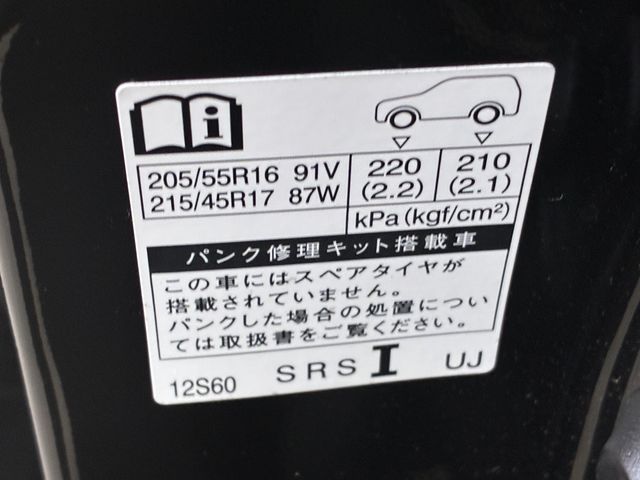 205/55R16 91V 220 210
215/45R17 87W (2.2) (2.1)
kPa(kgf/cm²)
パンク修理キット搭載車
この車にはスペアタイヤが
搭載されていません。
パンクした場合の処置につい
ては取扱書をご覧ください。
12S60 SRS I UJ